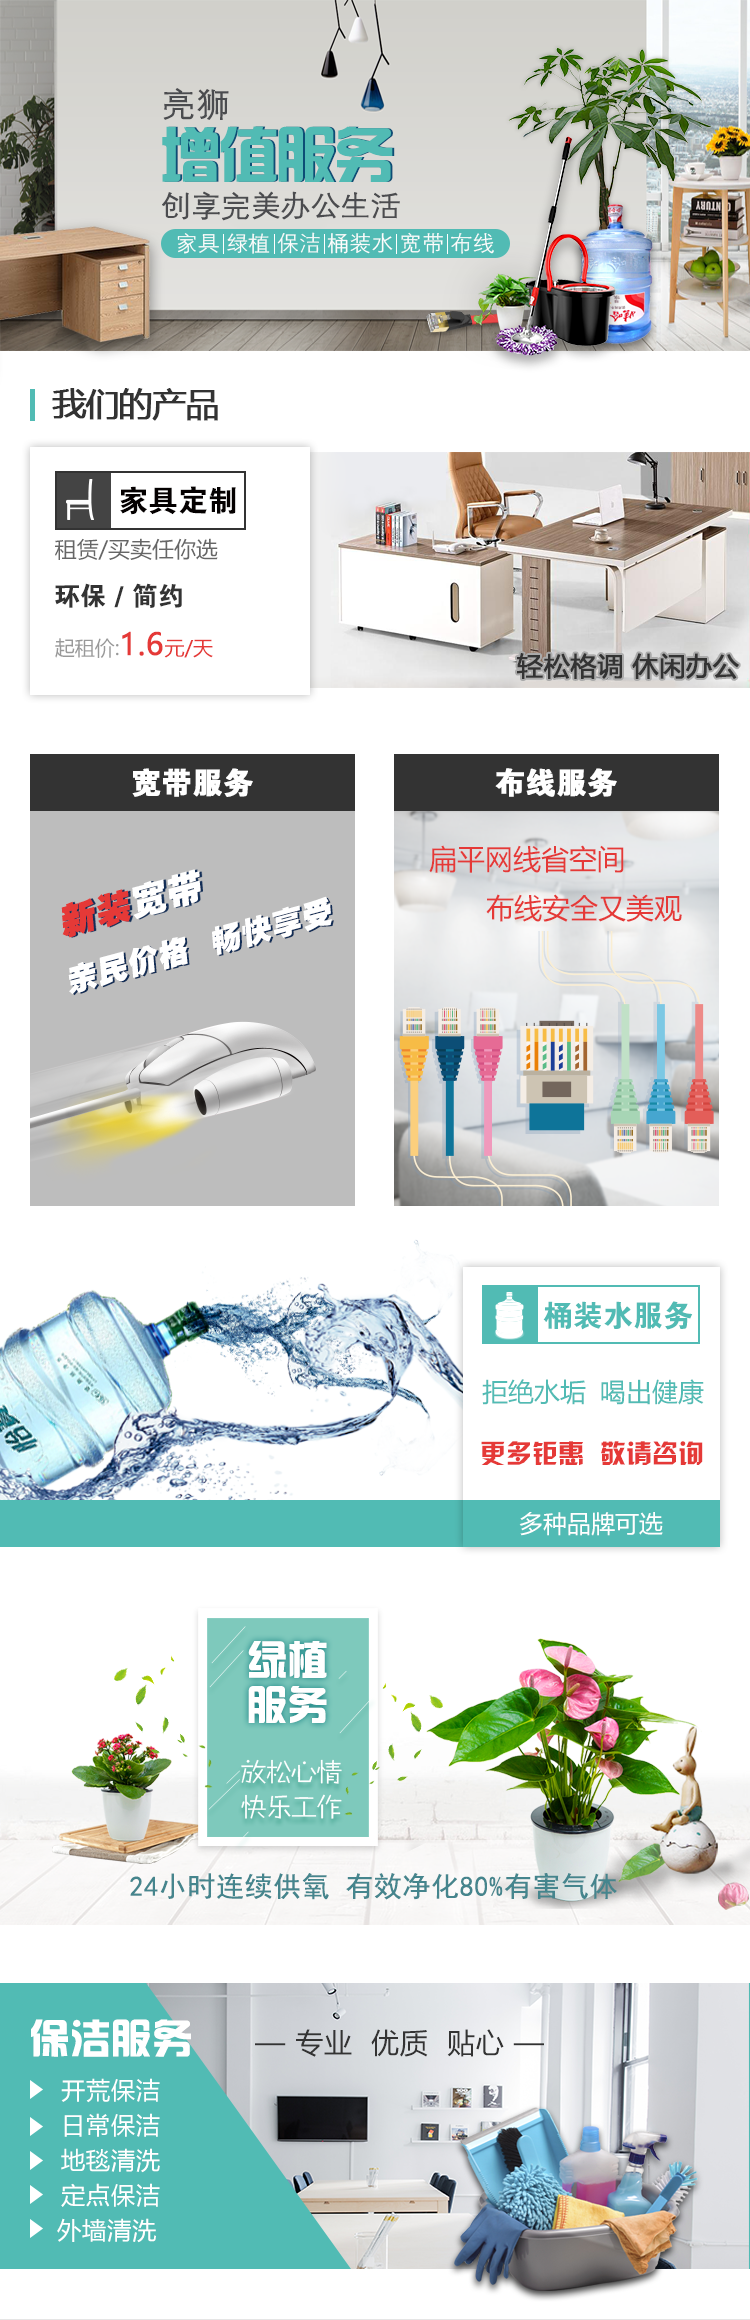 亮狮
增值服务
创享完美办公生活
家具|绿植|保洁|桶装水|宽带|布线
CENTURY
我们的产品
家具定制
租赁/买卖任你选
环保 / 简约
起租价:1.6元/天
轻松格调 休闲办公
宽带服务
新装宽带
亲民价格 畅快享受
布线服务
扁平网线省空间
布线安全又美观
桶装水服务
拒绝水垢 喝出健康
更多钜惠 敬请咨询
多种品牌可选
绿植
服务
放松心情
快乐工作
24小时连续供氧 有效净化80%有害气体
保洁服务
— 专业 优质 贴心 —
开荒保洁
日常保洁
地毯清洗
定点保洁
外墙清洗